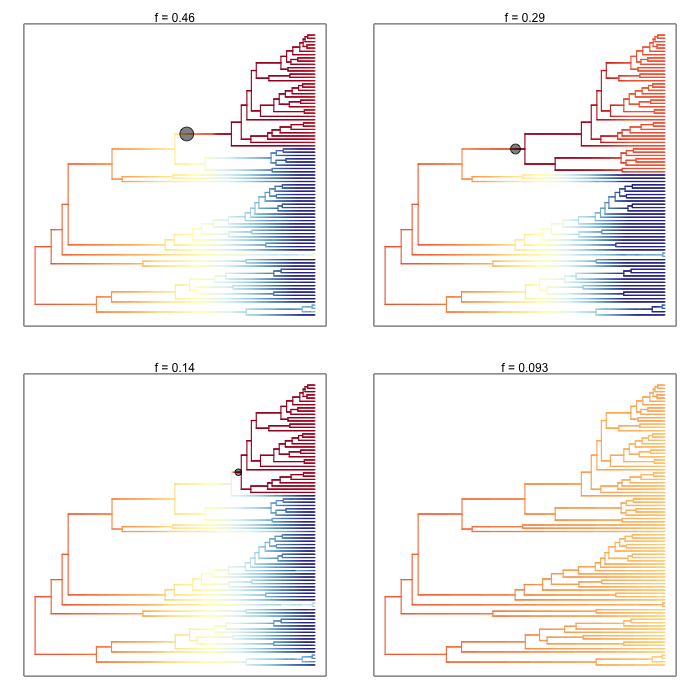 f = 0.46
f = 0.29
f = 0.14
f = 0.093